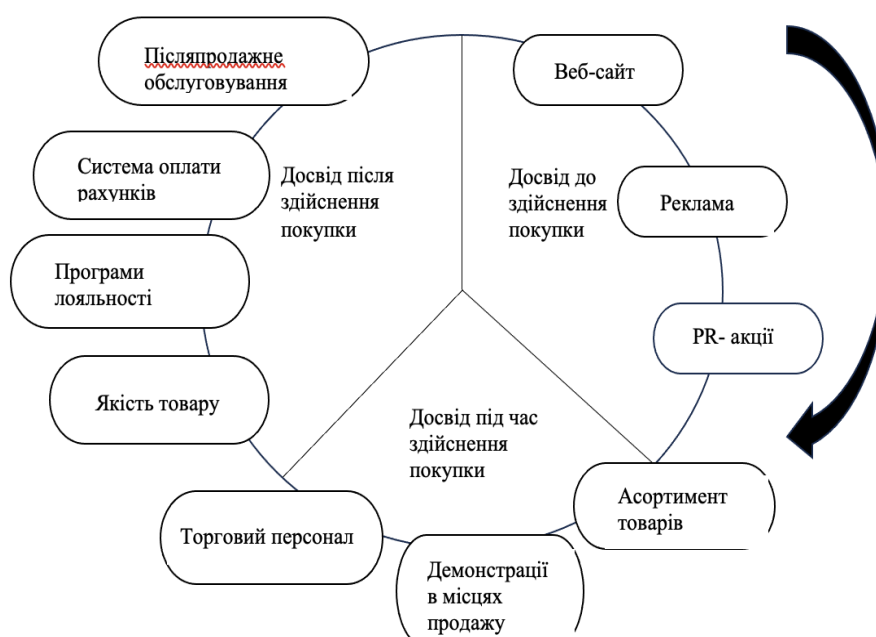 Веб-сайт
Реклама
PR- акції
Асортимент
товарів
Демонстрації
в місцях
продажу
Торговий персонал
Якість товару
Програми
лояльності
Система оплати
рахунків
Післяпродажне
обслуговування
Досвід до
здійснення
покупки
Досвід під час
здійснення
покупки
Досвід після
здійснення
покупки